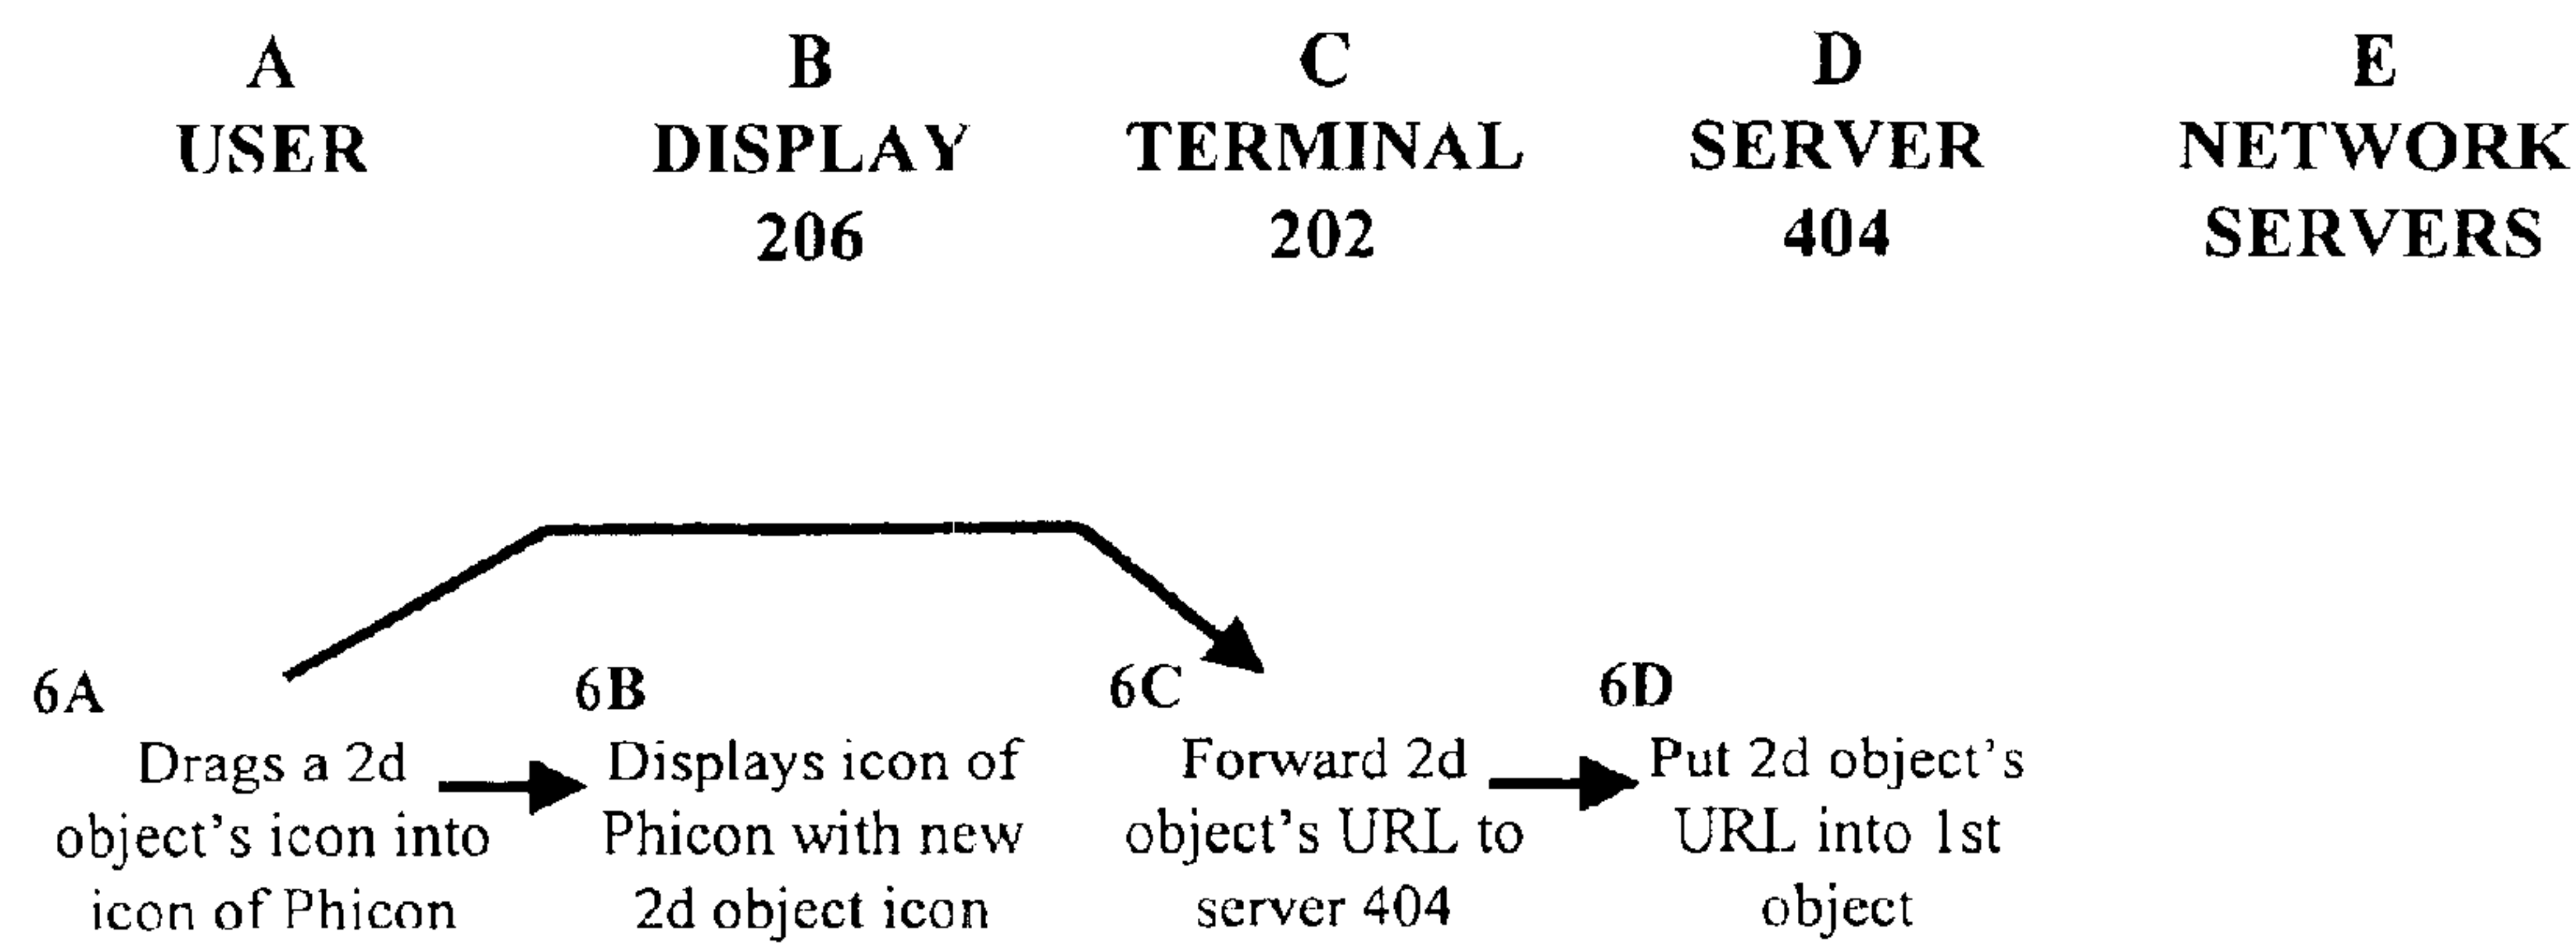 A
USER
B
DISPLAY
206
C
TERMINAL
202
D
SERVER
404
E
NETWORK
SERVERS
6A
Drags a 2d
object's icon into
icon of Phicon
6B
Displays icon of
Phicon with new
2d object icon
6C
Forward 2d
object's URL to
server 404
6D
Put 2d object's
URL into 1st
object